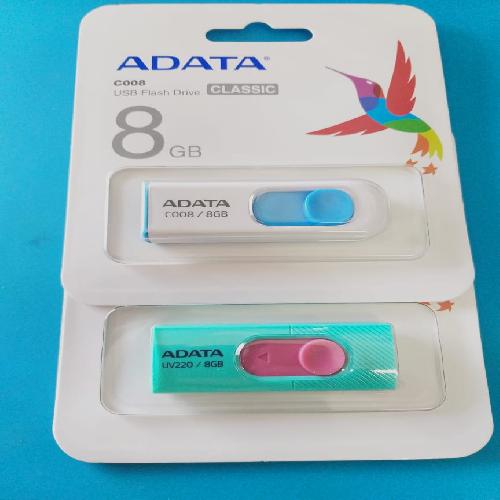 ADATA
C008
USB Flash Drive CLASSIC
8 GB
ADATA
C008 / 8GB
ADATA
UV220 / 8GB